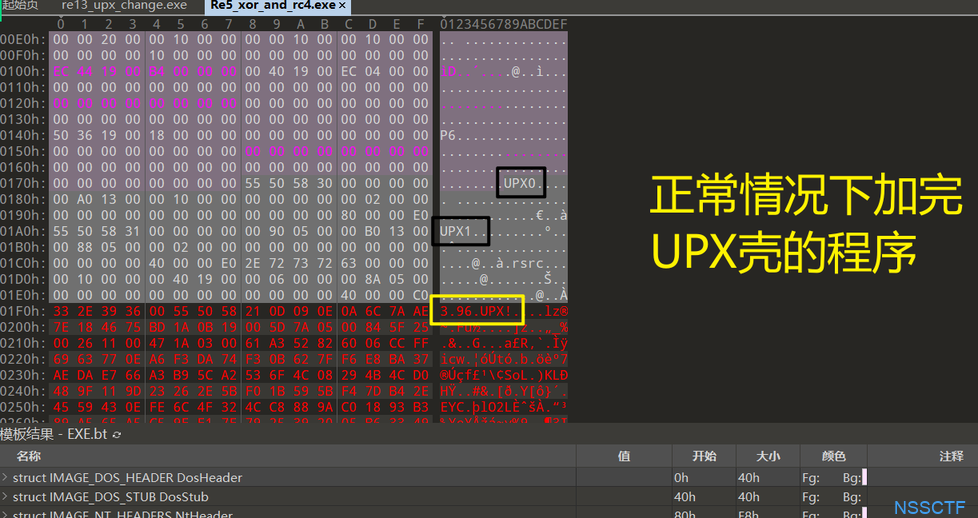 起始页 re13_upx_change.exe Re5_xor_and_rc4.exe ×
0 1 2 3 4 5 6 7 8 9 A B C D E F 0123456789ABCDEF
00E0h: 00 00 20 00 00 10 00 00 00 00 10 00 00 10 00 00
00F0h: 00 00 00 00 10 00 00 00 00 00 00 00 00 00 00 00
0100h: FC 44 19 00 B4 00 00 00 00 40 19 00 EC 04 00 00
0110h: 00 00 00 00 00 00 00 00 00 00 00 00 00 00 00 00
0120h: 00 00 00 00 00 00 00 00 00 00 00 00 00 00 00 00
0130h: 00 00 00 00 00 00 00 00 00 00 00 00 00 00 00 00
0140h: 50 36 19 00 18 00 00 00 00 00 00 00 00 00 00 00 P6..............
0150h: 00 00 00 00 00 00 00 00 00 00 00 00 00 00 00 00
0160h: 00 00 00 00 00 00 00 00 00 00 00 00 00 00 00 00
0170h: 00 00 00 00 00 00 00 00 55 50 58 30 00 00 00 00 ........UPX0....
0180h: 00 A0 13 00 00 10 00 00 00 00 00 00 00 02 00 00
0190h: 00 00 00 00 00 00 00 00 00 00 00 00 80 00 00 E0
01A0h: 55 50 58 31 00 00 00 00 00 90 05 00 00 B0 13 00 UPX1
01B0h: 00 88 05 00 00 02 00 00 00 00 00 00 00 00 00 00
01C0h: 00 00 00 00 40 00 00 E0 2E 72 73 72 63 00 00 00 ....@..à.rsrc...
01D0h: 00 10 00 00 00 40 19 00 00 06 00 00 00 8A 05 00
01E0h: 00 00 00 00 00 00 00 00 00 00 00 00 40 00 00 C0
01F0h: 33 2E 39 36 00 55 50 58 21 0D 09 0E 0A 6C 7A AE 3.96.UPX!....lz®
0200h: 7E 18 46 75 BD 1A 0B 19 00 5D 7A 05 00 84 5F 25
0210h: 00 26 11 00 47 1A 03 00 61 A3 52 82 60 06 CC FF
0220h: 69 63 77 0E A6 F3 DA 74 F3 0B 62 7F F6 E8 BA 37
0230h: AE DA E7 66 A3 B9 5C A2 53 6F 4C 08 29 4B 4C D0
0240h: 48 9F 11 9D 23 26 2E 5B F0 1B 59 5B F4 7D B4 2E
0250h: 45 59 43 0E FE 6C 4F 32 4C C8 88 9A C0 18 93 B3
正常情况下加完
UPX壳的程序
模板结果 - EXE.bt
名称 值 开始 大小 颜色 注释
struct IMAGE_DOS_HEADER DosHeader 0h 40h Fg: Bg:
struct IMAGE_DOS_STUB DosStub 40h 40h Fg: Bg:
struct IMAGE_NT_HEADERS NtHeader 80h F8h Fg: Bg:
NSSCTF